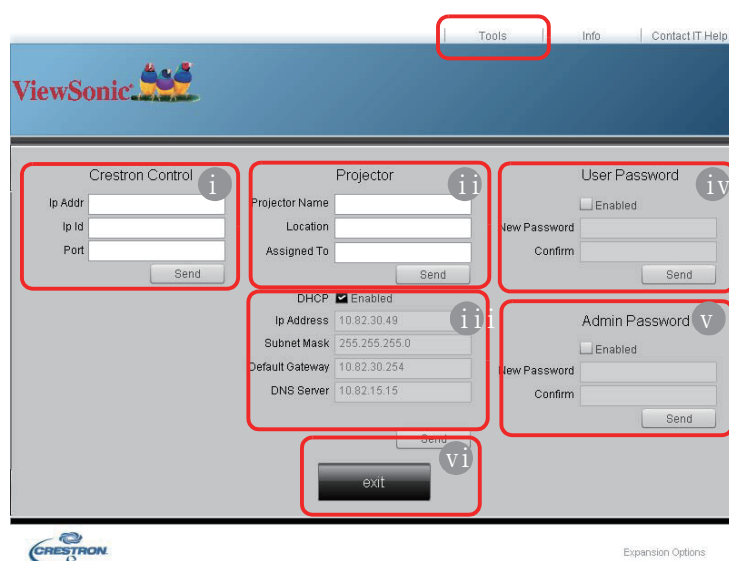 Tools | Info | Contact IT Help
ViewSonic
Crestron Control i
Ip Addr
Ip Id
Port
Send
Projector ii
Projector Name
Location
Assigned To
Send
DHCP Enabled
Ip Address 10.82.30.49 iii
Subnet Mask 255.255.255.0
Default Gateway 10.82.30.254
DNS Server 10.82.15.15
Send
User Password iv
Enabled
New Password
Confirm
Send
Admin Password v
Enabled
New Password
Confirm
Send
vi
exit
CRESTRON
Expansion Options